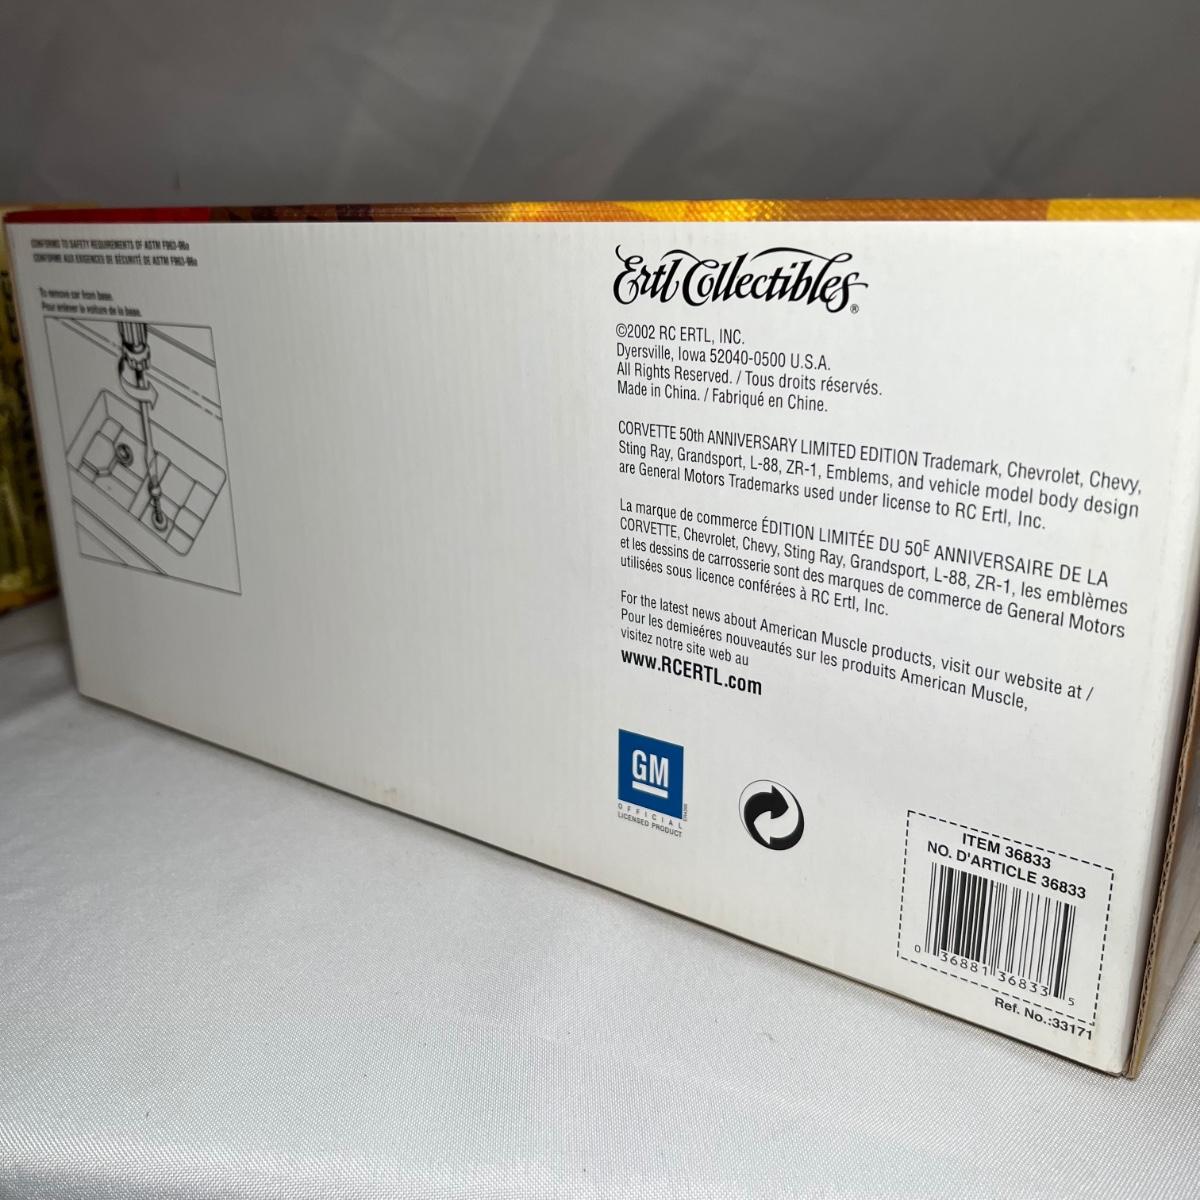 CONFORMS TO SAFETY REQUIREMENTS OF ASTM F963-96a
CONFORME AUX EXIGENCES DE SÉCURITÉ DE ASTM F963-96a
To remove car from base.
Pour enlever la voiture de la base.
Ertl Collectibles®
©2002 RC ERTL, INC.
Dyersville, Iowa 52040-0500 U.S.A.
All Rights Reserved. / Tous droits réservés.
Made in China. / Fabriqué en Chine.
CORVETTE 50th ANNIVERSARY LIMITED EDITION Trademark, Chevrolet, Chevy,
Sting Ray, Grandsport, L-88, ZR-1, Emblems, and vehicle model body design
are General Motors Trademarks used under license to RC Ertl, Inc.
La marque de commerce ÉDITION LIMITÉE DU 50E ANNIVERSAIRE DE LA
CORVETTE, Chevrolet, Chevy, Sting Ray, Grandsport, L-88, ZR-1, les emblèmes
et les dessins de carrosserie sont des marques de commerce de General Motors
utilisées sous licence conférées à RC Ertl, Inc.
For the latest news about American Muscle products, visit our website at /
Pour les demieéres nouveautés sur les produits American Muscle,
visitez notre site web au
www.RCERTL.com
GM
OFFICIAL
LICENSED PRODUCT
ITEM 36833
NO. D'ARTICLE 36833
0 36881 36833 5
Ref. No.:33171